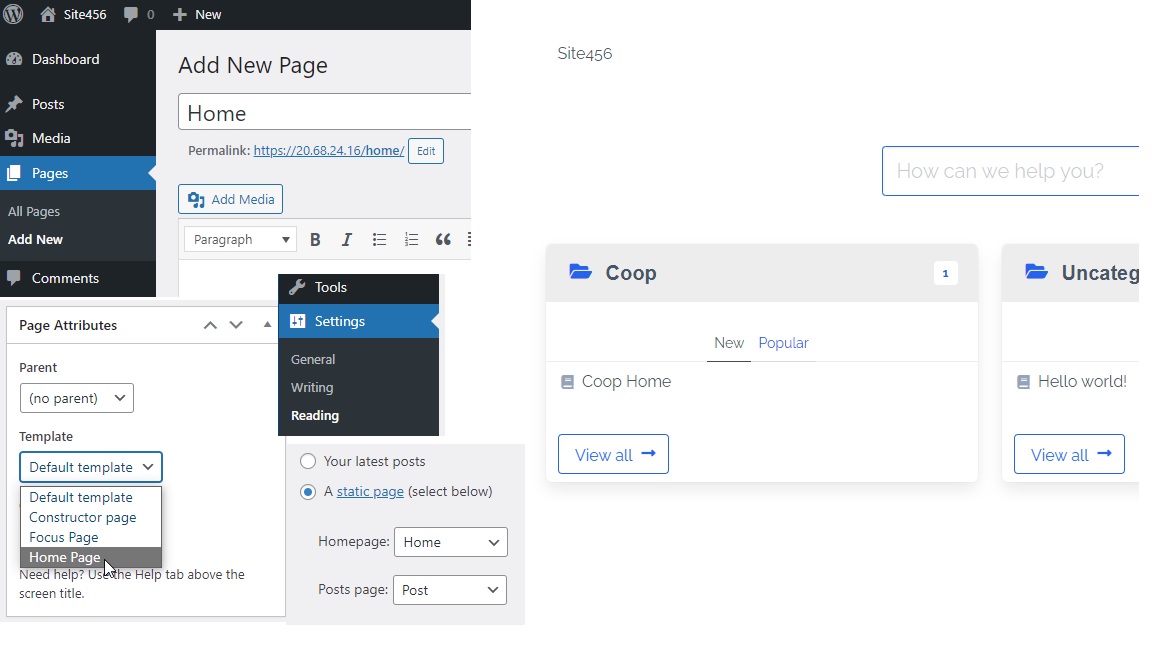 Site456 0 New
Dashboard
Posts
Media
Pages
All Pages
Add New
Comments
Add New Page
Home
Permalink: https://20.68.24.16/home/ Edit
Add Media
Paragraph B I
Page Attributes
Parent
(no parent)
Template
Default template
Default template
Constructor page
Focus Page
Home Page
Need help? Use the Help tab above the
screen title.
Tools
Settings
General
Writing
Reading
Your latest posts
A static page (select below)
Homepage: Home
Posts page: Post
Site456
How can we help you?
Coop 1
New Popular
Coop Home
View all
Uncateg
Hello world!
View all